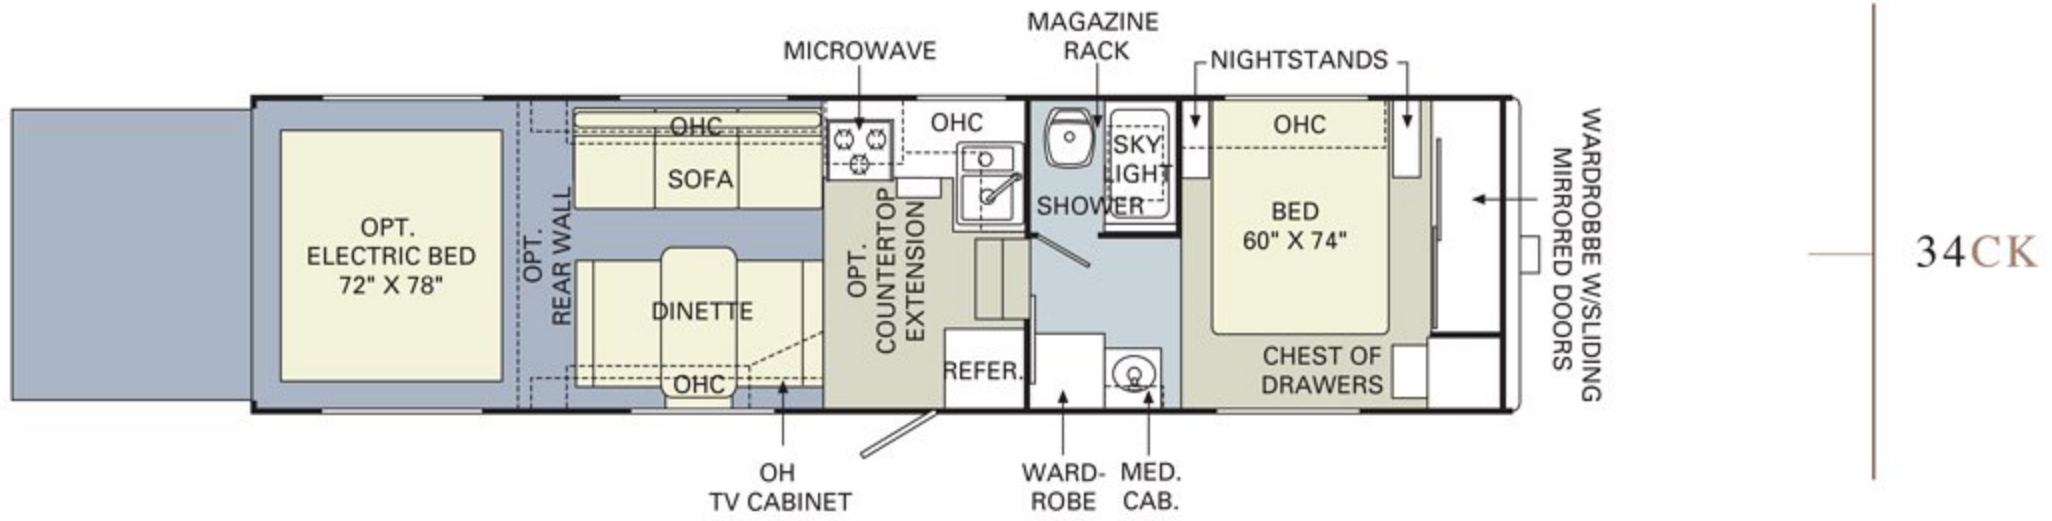 MAGAZINE
RACK
MICROWAVE
NIGHTSTANDS
OHC
OHC
OHC
SOFA
SKY
LIGHT
SHOWER
OPT.
ELECTRIC BED
72" X 78"
OPT.
REAR WALL
DINETTE
OHC
OPT.
COUNTERTOP
EXTENSION
REFER.
BED
60" X 74"
CHEST OF
DRAWERS
WARDROBBE W/SLIDING
MIRRORED DOORS
34CK
OH
TV CABINET
WARD-
ROBE
MED.
CAB.